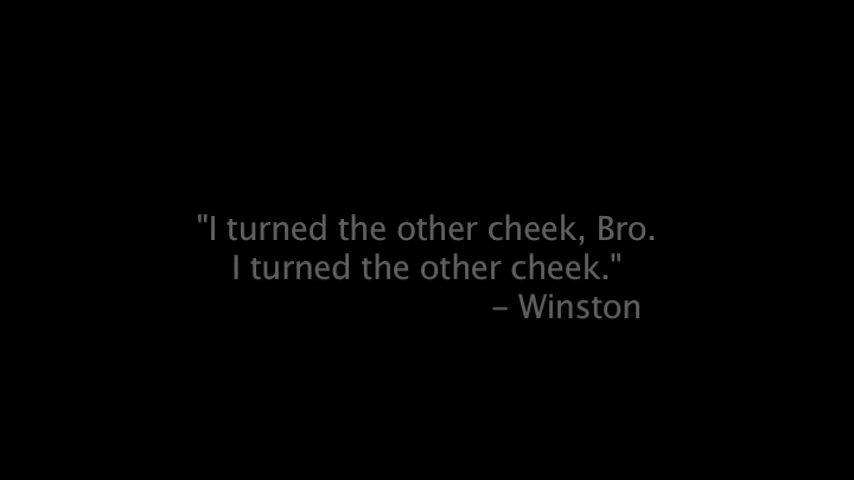 "I turned the other cheek, Bro.
I turned the other cheek."
– Winston